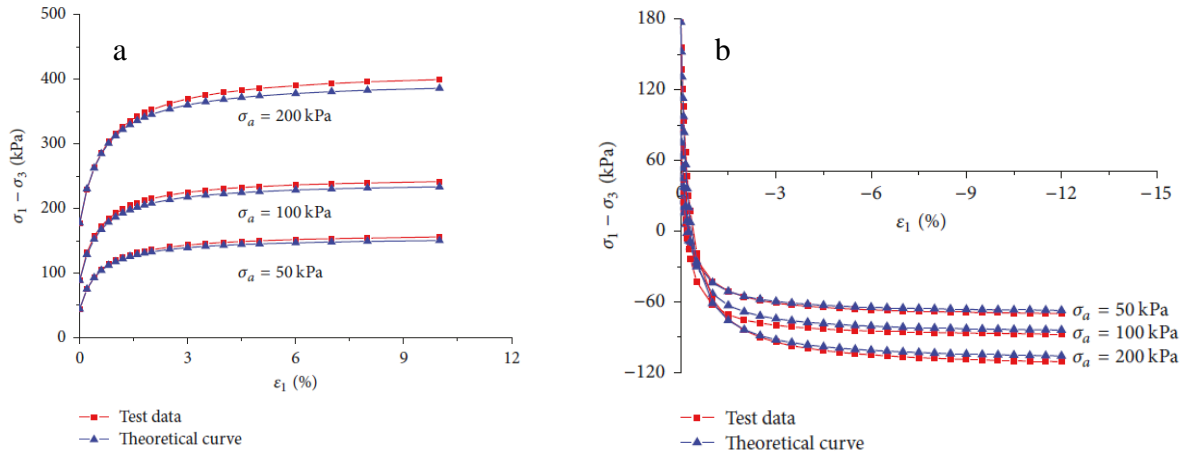 a
500
400
300
200
100
0
σ₁ − σ₃ (kPa)
σₐ = 200 kPa
σₐ = 100 kPa
σₐ = 50 kPa
0 3 6 9 12
ε₁ (%)
Test data
Theoretical curve
b
180
120
60
0
−60
−120
σ₁ − σ₃ (kPa)
−3 −6 −9 −12 −15
ε₁ (%)
σₐ = 50 kPa
σₐ = 100 kPa
σₐ = 200 kPa
Test data
Theoretical curve